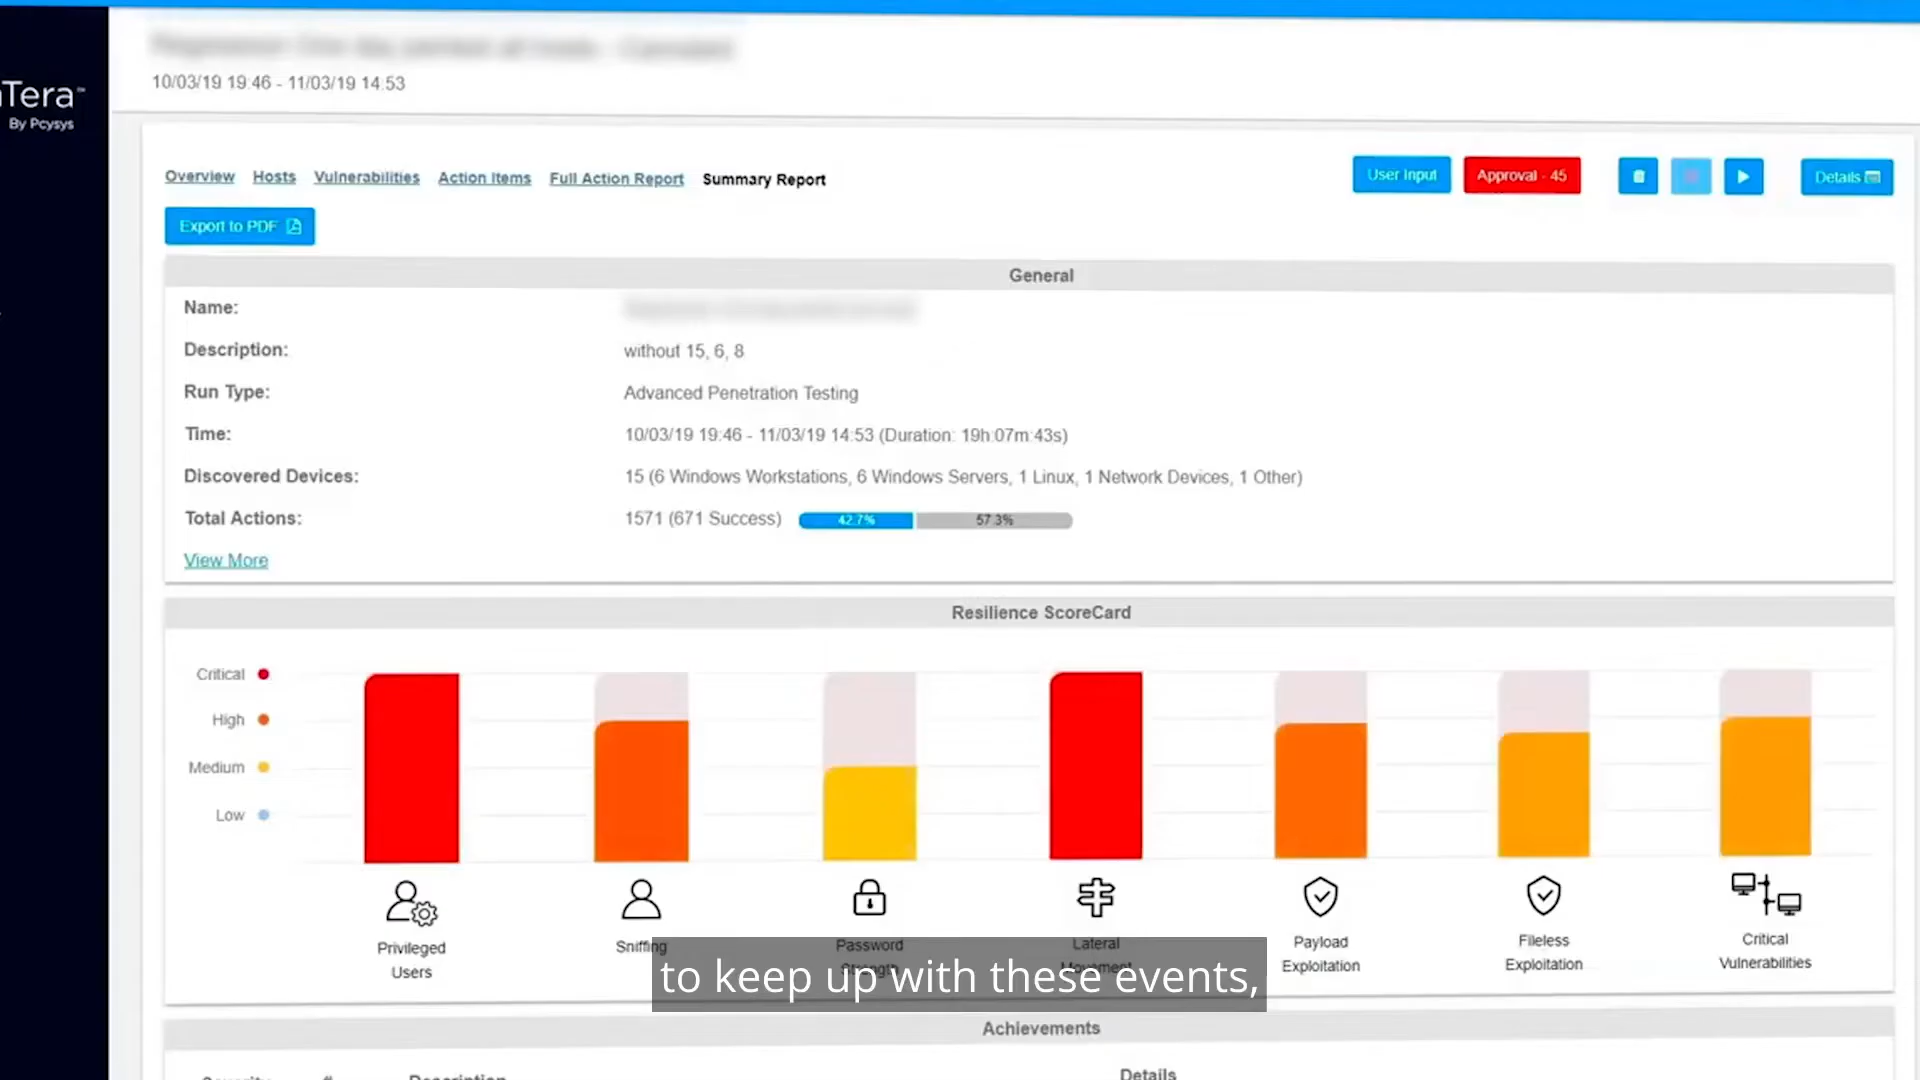 Tera™
By Pcysys
10/03/19 19:46 - 11/03/19 14:53
Overview Hosts Vulnerabilities Action Items Full Action Report Summary Report
User Input Approval - 45 Details
Export to PDF
General
Name:
Description: without 15, 6, 8
Run Type: Advanced Penetration Testing
Time: 10/03/19 19:46 - 11/03/19 14:53 (Duration: 19h:07m:43s)
Discovered Devices: 15 (6 Windows Workstations, 6 Windows Servers, 1 Linux, 1 Network Devices, 1 Other)
Total Actions: 1571 (671 Success) 42.7% 57.3%
View More
Resilience ScoreCard
Critical
High
Medium
Low
Privileged
Users
Sniffing
Password
Strength
Lateral
Movement
Payload
Exploitation
Fileless
Exploitation
Critical
Vulnerabilities
to keep up with these events,
Achievements
Severity # Description Details